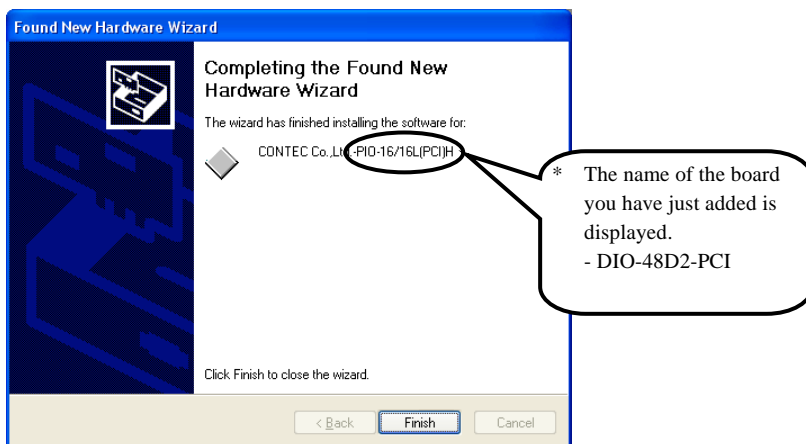 Found New Hardware Wizard
Completing the Found New
Hardware Wizard
The wizard has finished installing the software for:
CONTEC Co.,Ltd.-PIO-16/16L(PCI)H
* The name of the board
you have just added is
displayed.
- DIO-48D2-PCI
Click Finish to close the wizard.
< Back Finish Cancel